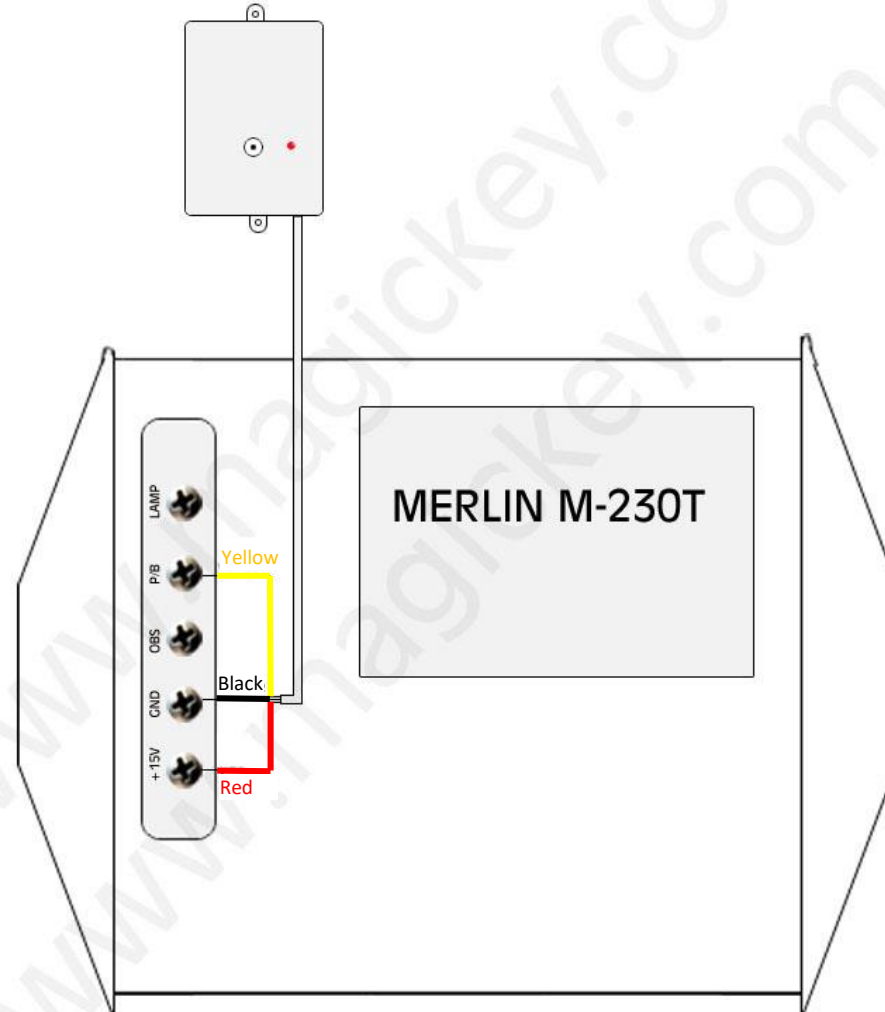 MERLIN M-230T
LAMP
P/B
OBS
GND
+15V
Yellow
Black
Red
www.magickey.com
www.magickey.com